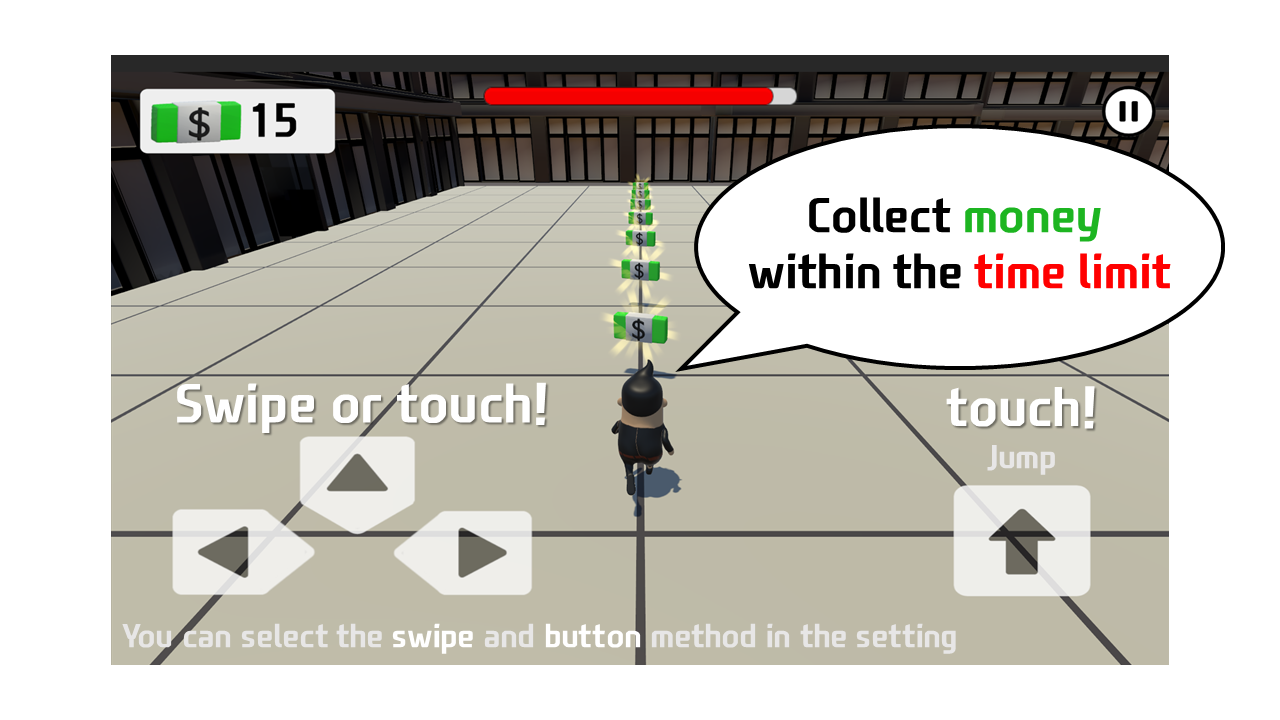 $ 15
Collect money
within the time limit
$
$
$
$
Swipe or touch!
touch!
Jump
You can select the swipe and button method in the setting